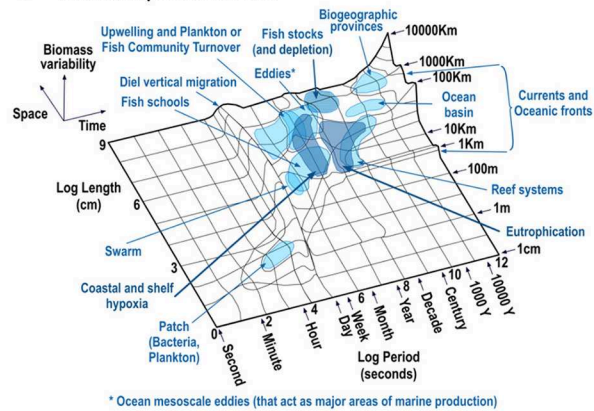 Biomass
variability
Space
Time
Upwelling and Plankton or
Fish Community Turnover
Diel vertical migration
Fish schools
Eddies*
Fish stocks
(and depletion)
Biogeographic
provinces
10000Km
1000Km
100Km
Ocean
basin
Currents and
Oceanic fronts
10Km
1Km
100m
Reef systems
1m
Eutrophication
1cm
9
Log Length
(cm)
6
3
0
Swarm
Coastal and shelf
hypoxia
Patch
(Bacteria,
Plankton)
2
4
6
8
10
12
Second
Minute
Hour
Day
Week
Month
Year
Decade
Century
1000 Y
10000 Y
Log Period
(seconds)
* Ocean mesoscale eddies (that act as major areas of marine production)